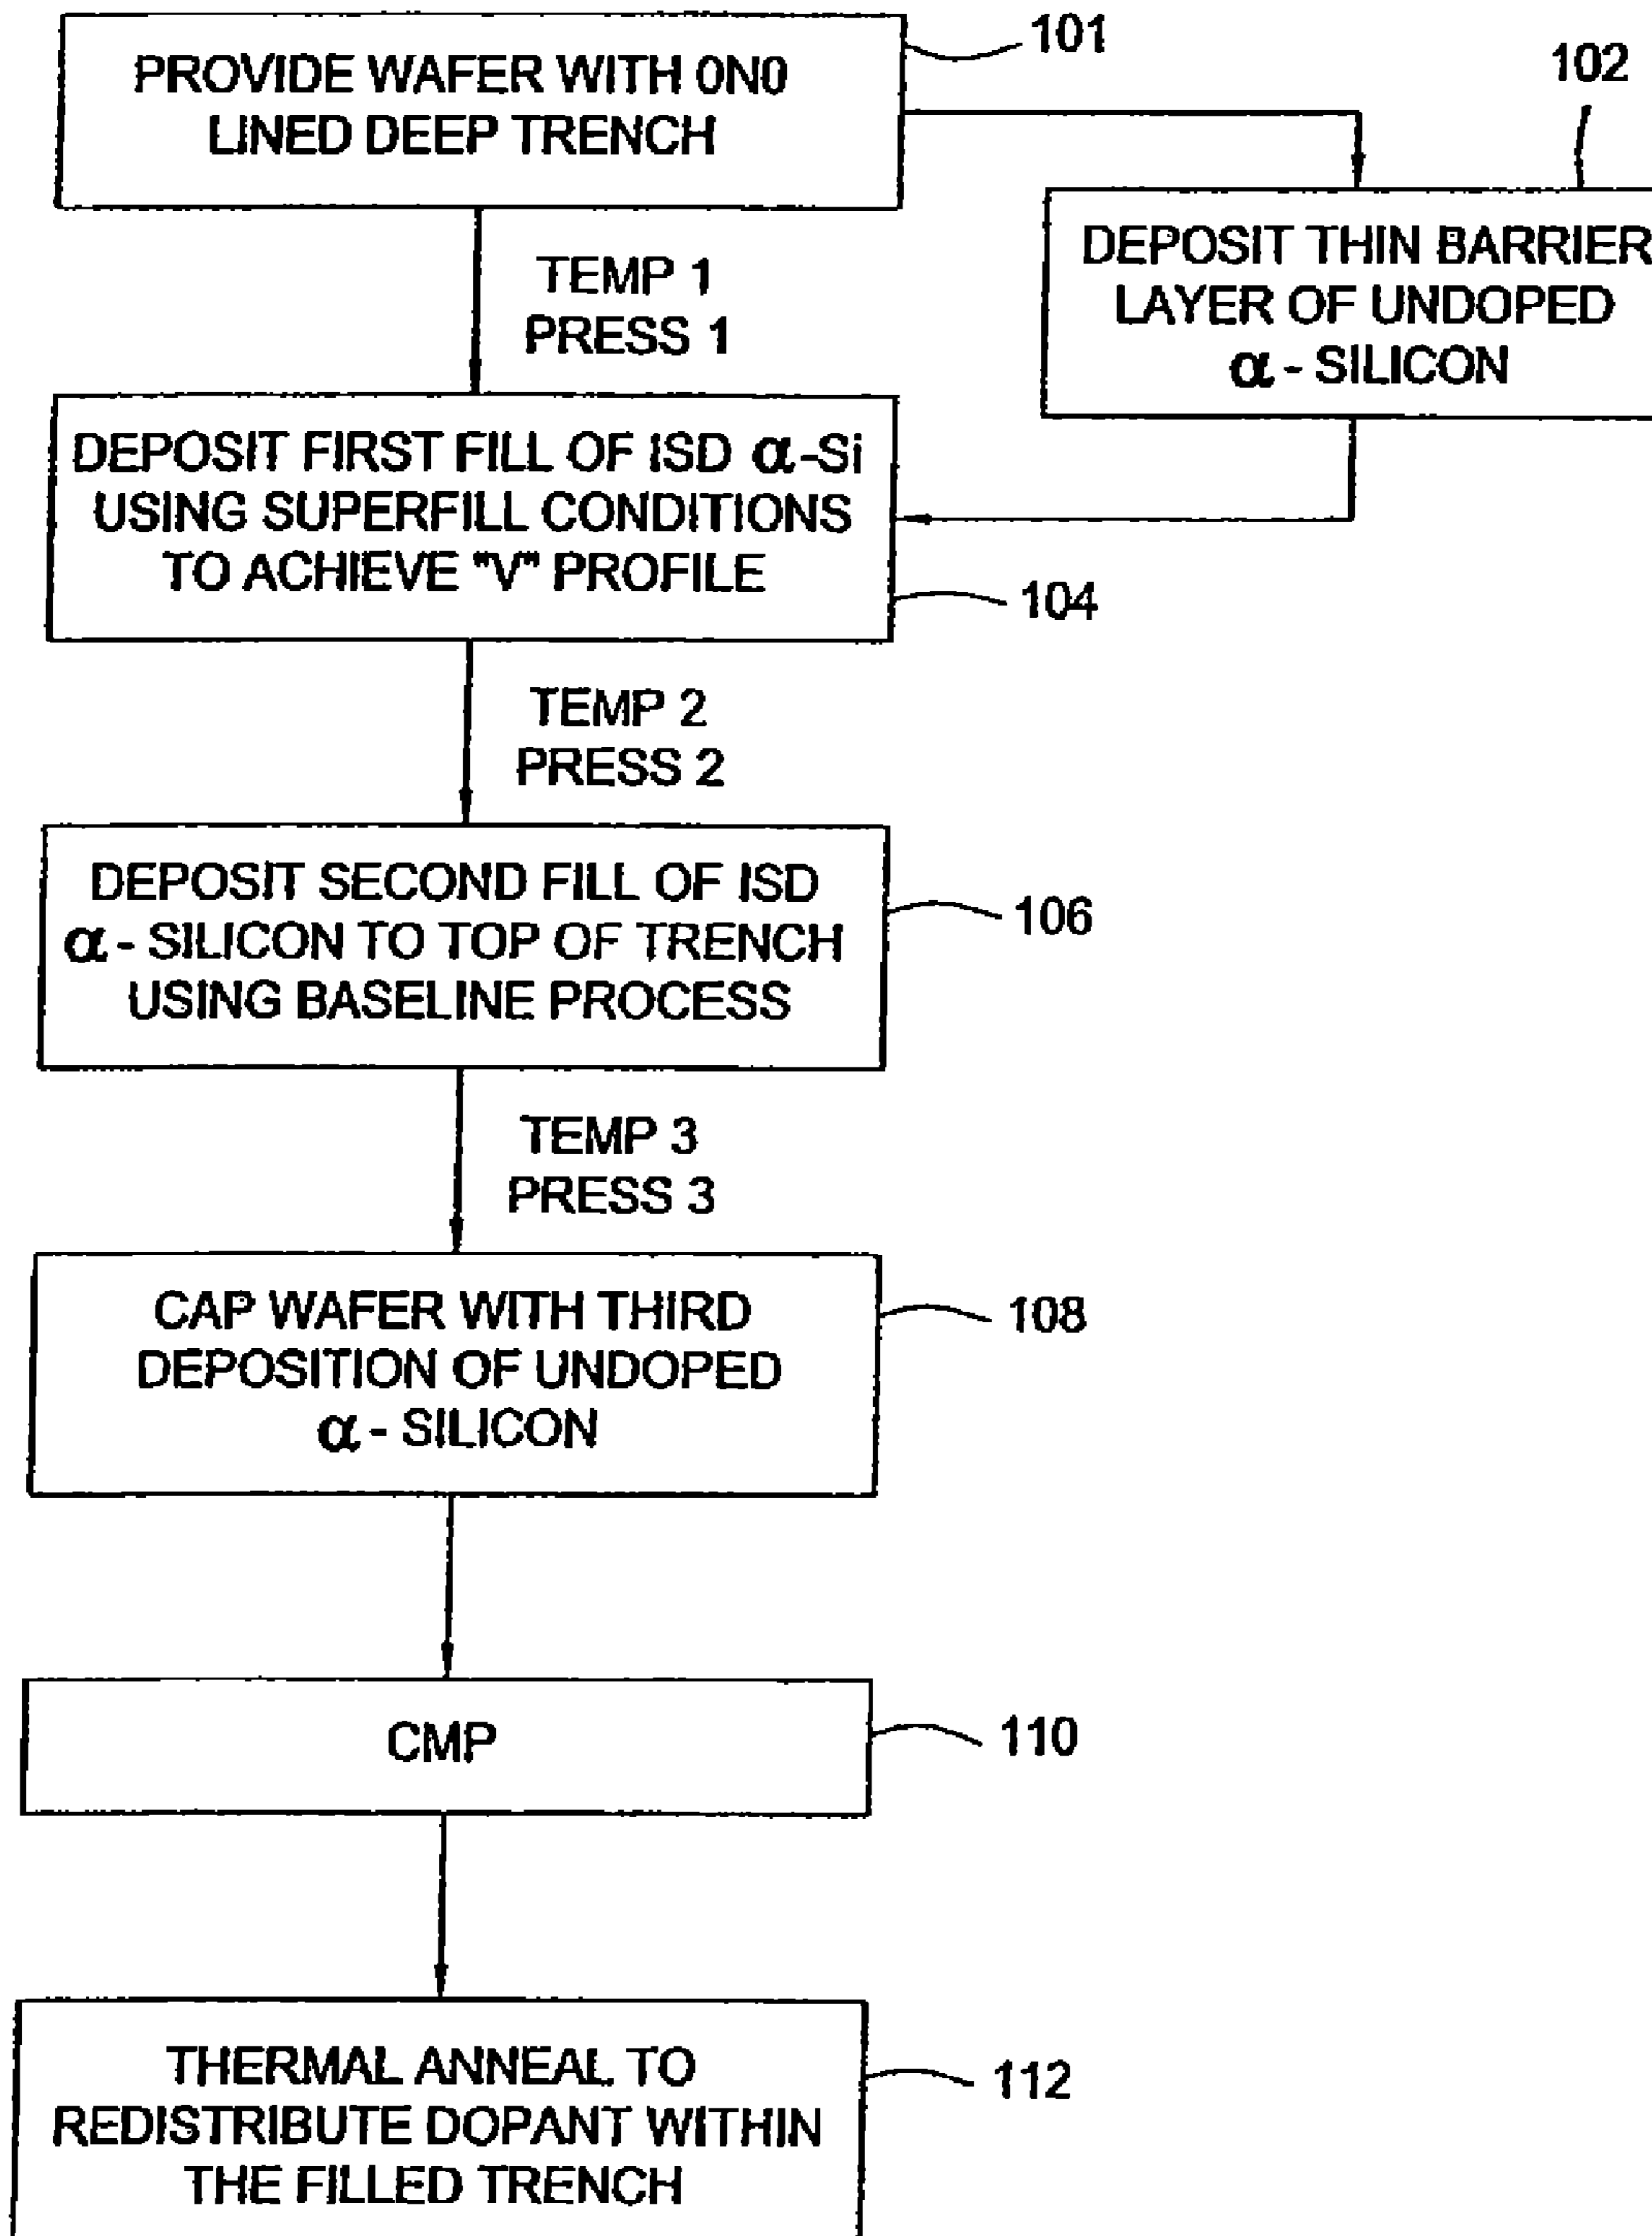 PROVIDE WAFER WITH 0N0
LINED DEEP TRENCH
101
102
DEPOSIT THIN BARRIER
LAYER OF UNDOPED
α - SILICON
TEMP 1
PRESS 1
DEPOSIT FIRST FILL OF ISD α-Si
USING SUPERFILL CONDITIONS
TO ACHIEVE "V" PROFILE
104
TEMP 2
PRESS 2
DEPOSIT SECOND FILL OF ISD
α - SILICON TO TOP OF TRENCH
USING BASELINE PROCESS
106
TEMP 3
PRESS 3
CAP WAFER WITH THIRD
DEPOSITION OF UNDOPED
α - SILICON
108
CMP
110
THERMAL ANNEAL TO
REDISTRIBUTE DOPANT WITHIN
THE FILLED TRENCH
112